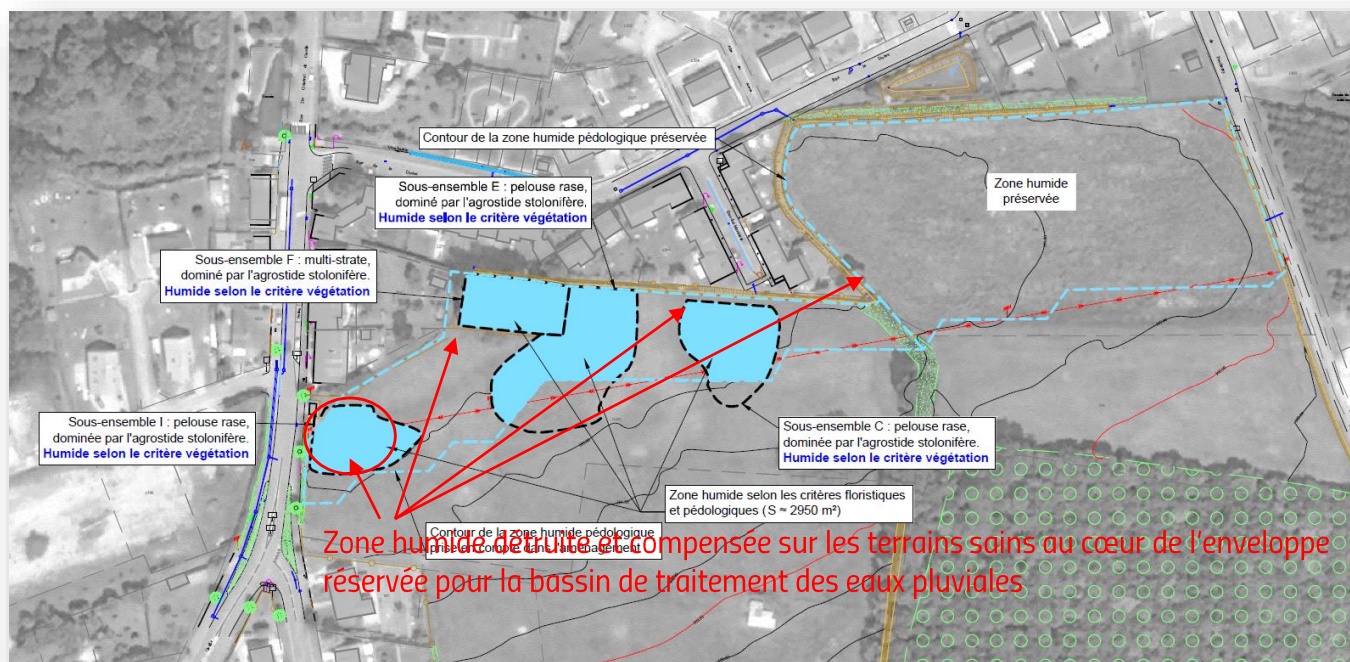 Contour de la zone humide pédologique préservée
Zone humide
préservée
Sous-ensemble E : pelouse rase,
dominé par l'agrostide stolonifère.
Humide selon le critère végétation
Sous-ensemble F : multi-strate,
dominé par l'agrostide stolonifère.
Humide selon le critère végétation
Sous-ensemble I : pelouse rase,
dominée par l'agrostide stolonifère.
Humide selon le critère végétation
Sous-ensemble C : pelouse rase,
dominée par l'agrostide stolonifère.
Humide selon le critère végétation
Zone humide selon les critères floristiques
et pédologiques (S ≈ 2950 m²)
Contour de la zone humide pédologique
prise en compte dans l'aménagement
Zone humide détruite et compensée sur les terrains sains au cœur de l'enveloppe
réservée pour la bassin de traitement des eaux pluviales